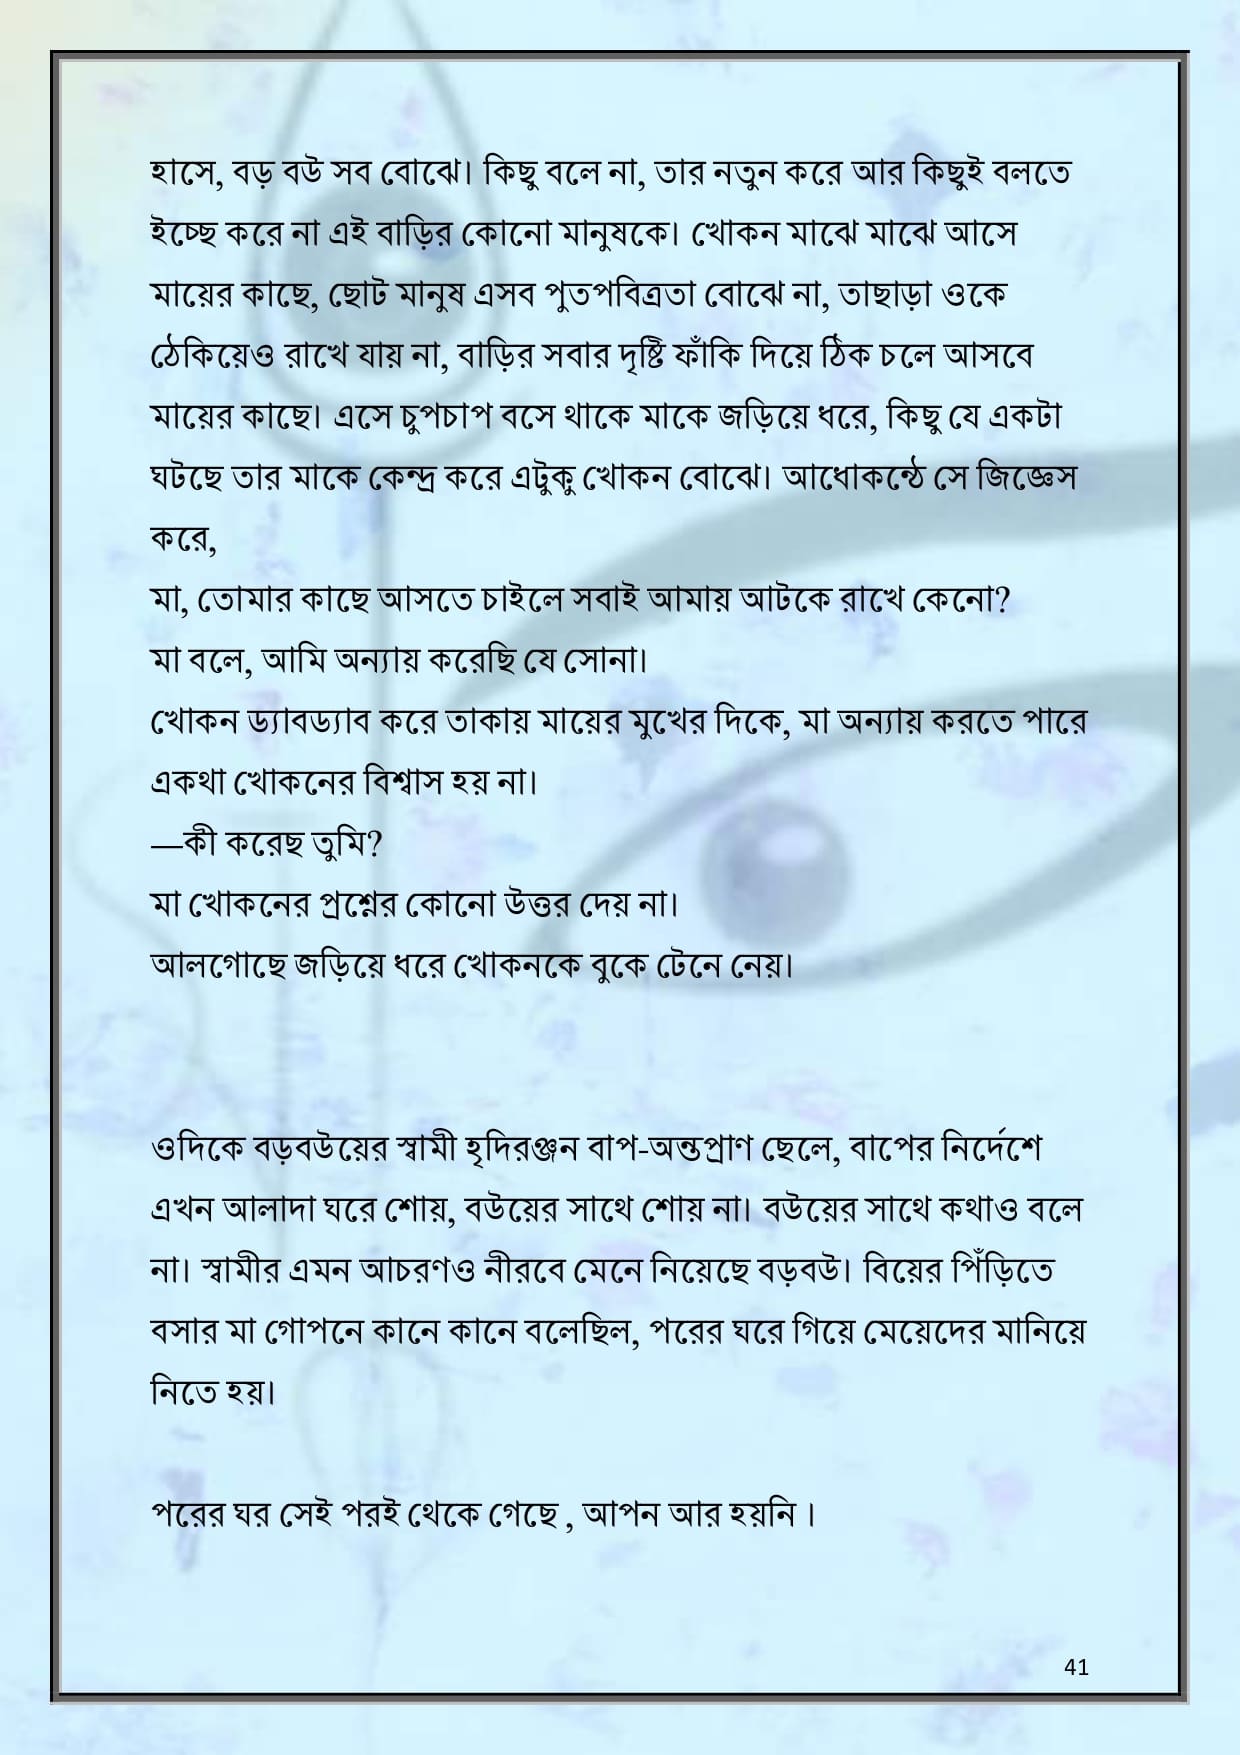 হাসে, বড় বউ সব বোঝে। কিছু বলে না, তার নতুন করে আর কিছুই বলতে
ইচ্ছে করে না এই বাড়ির কোনো মানুষকে। খোকন মাঝে মাঝে আসে
মায়ের কাছে, ছোট মানুষ এসব পুতপবিত্রতা বোঝে না, তাছাড়া ওকে
ঠেকিয়েও রাখে যায় না, বাড়ির সবার দৃষ্টি ফাঁকি দিয়ে ঠিক চলে আসবে
মায়ের কাছে। এসে চুপচাপ বসে থাকে মাকে জড়িয়ে ধরে, কিছু যে একটা
ঘটছে তার মাকে কেন্দ্র করে এটুকু খোকন বোঝে। আধোকন্ঠে সে জিজ্ঞেস
করে,
মা, তোমার কাছে আসতে চাইলে সবাই আমায় আটকে রাখে কেনো?
মা বলে, আমি অন্যায় করেছি যে সোনা।
খোকন ড্যাবড্যাব করে তাকায় মায়ের মুখের দিকে, মা অন্যায় করতে পারে
একথা খোকনের বিশ্বাস হয় না।
—কী করেছ তুমি?
মা খোকনের প্রশ্নের কোনো উত্তর দেয় না।
আলগোছে জড়িয়ে ধরে খোকনকে বুকে টেনে নেয়।
ওদিকে বড়বউয়ের স্বামী হৃদিরঞ্জন বাপ-অন্তপ্রাণ ছেলে, বাপের নির্দেশে
এখন আলাদা ঘরে শোয়, বউয়ের সাথে শোয় না। বউয়ের সাথে কথাও বলে
না। স্বামীর এমন আচরণও নীরবে মেনে নিয়েছে বড়বউ। বিয়ের পিঁড়িতে
বসার মা গোপনে কানে কানে বলেছিল, পরের ঘরে গিয়ে মেয়েদের মানিয়ে
নিতে হয়।
পরের ঘর সেই পরই থেকে গেছে , আপন আর হয়নি ।
41